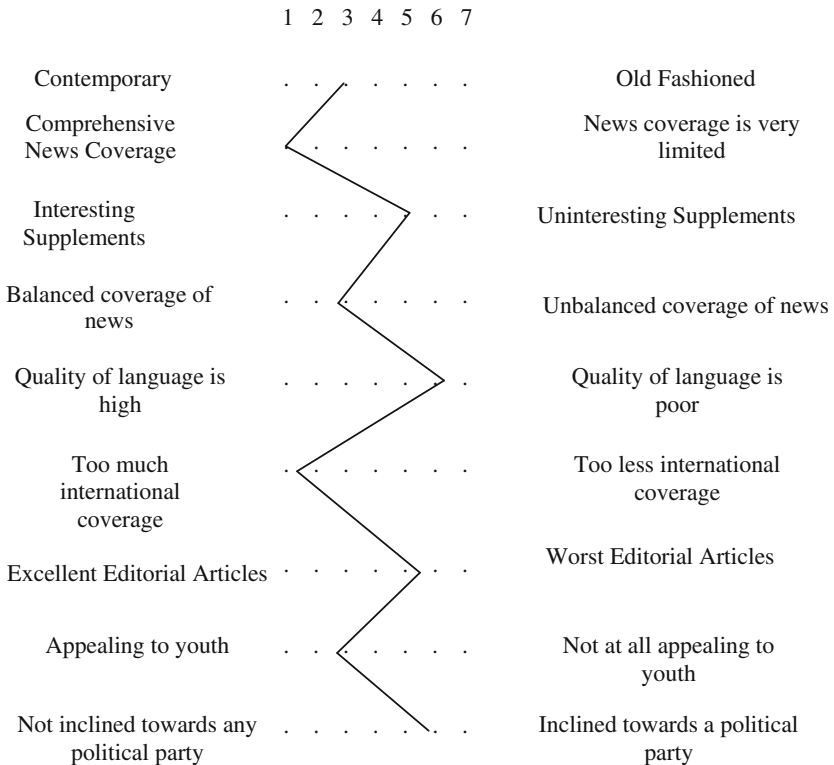 1 2 3 4 5 6 7
Contemporary . . . . . . . Old Fashioned
Comprehensive
News Coverage . . . . . . . News coverage is very
limited
Interesting
Supplements . . . . . . . Uninteresting Supplements
Balanced coverage of
news . . . . . . . Unbalanced coverage of news
Quality of language is
high . . . . . . . Quality of language is
poor
Too much
international
coverage . . . . . . . Too less international
coverage
Excellent Editorial Articles . . . . . . . Worst Editorial Articles
Appealing to youth . . . . . . . Not at all appealing to
youth
Not inclined towards any
political party . . . . . . . Inclined towards a political
party